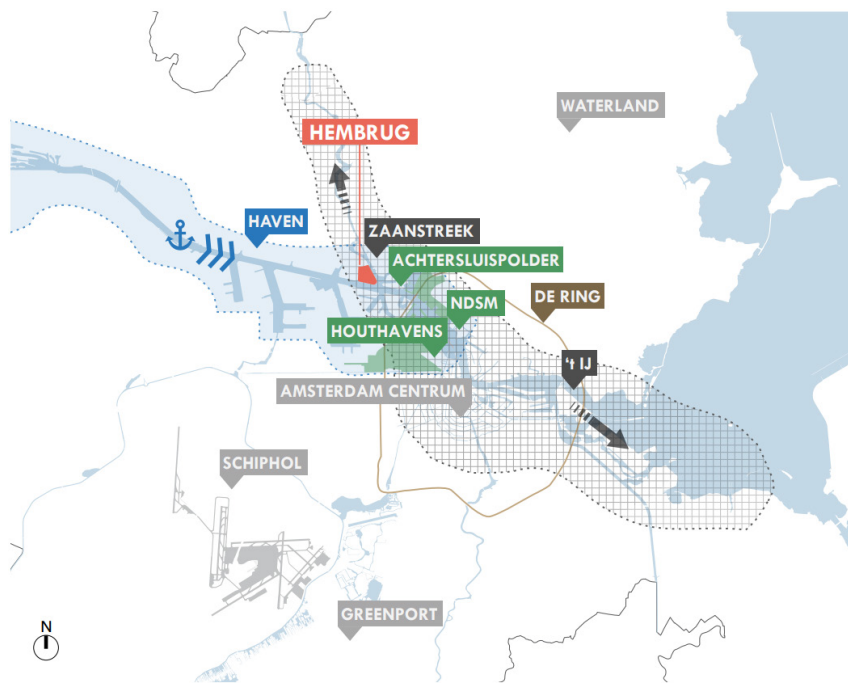 WATERLAND
HEMBRUG
HAVEN
ZAANSTREEK
ACHTERSLUISPOLDER
NDSM
DE RING
HOUTHAVENS
't IJ
AMSTERDAM CENTRUM
SCHIPHOL
GREENPORT
N